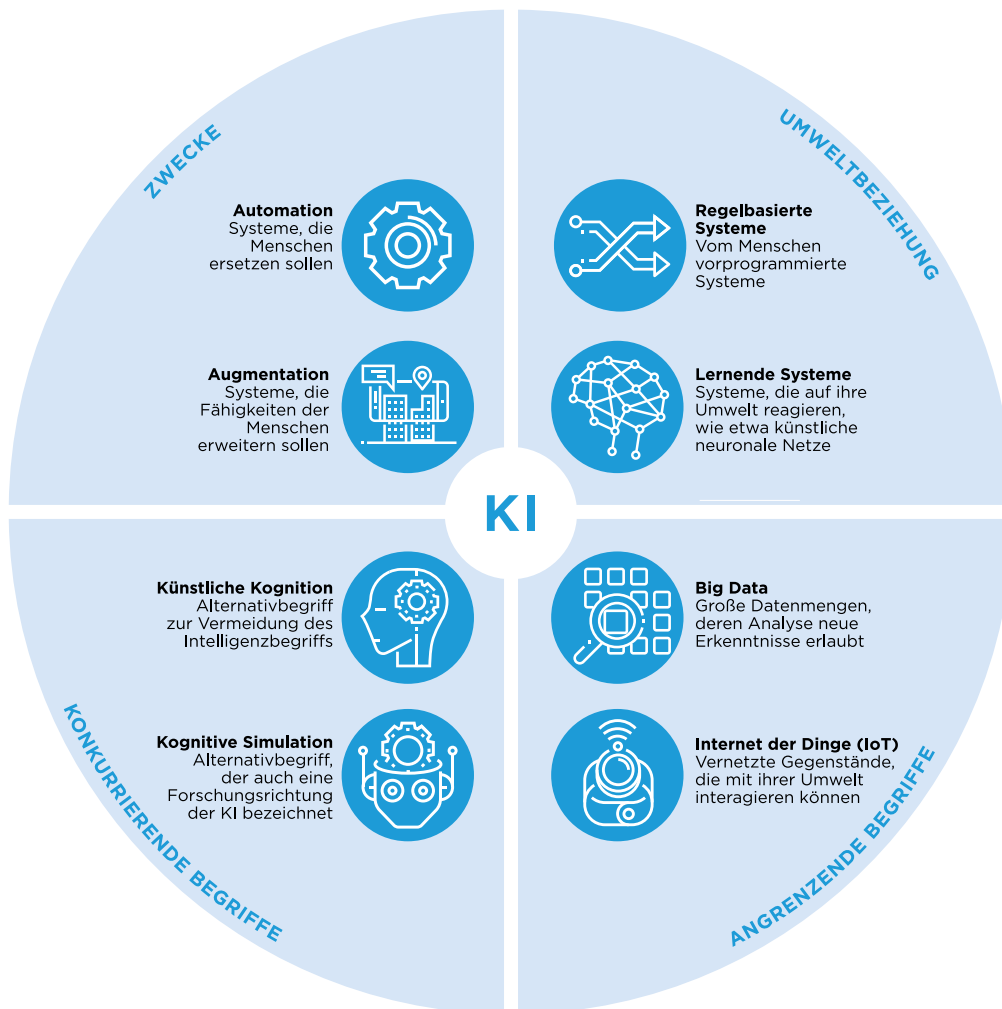 ZWECKE
Automation
Systeme, die
Menschen
ersetzen sollen
Augmentation
Systeme, die
Fähigkeiten der
Menschen
erweitern sollen
UMWELTBEZIEHUNG
Regelbasierte
Systeme
Vom Menschen
vorprogrammierte
Systeme
Lernende Systeme
Systeme, die auf ihre
Umwelt reagieren,
wie etwa künstliche
neuronale Netze
KI
KONKURRIERENDE BEGRIFFE
Künstliche Kognition
Alternativbegriff
zur Vermeidung des
Intelligenzbegriffs
Kognitive Simulation
Alternativbegriff,
der auch eine
Forschungsrichtung
der KI bezeichnet
ANGRENZENDE BEGRIFFE
Big Data
Große Datenmengen,
deren Analyse neue
Erkenntnisse erlaubt
Internet der Dinge (IoT)
Vernetzte Gegenstände,
die mit ihrer Umwelt
interagieren können